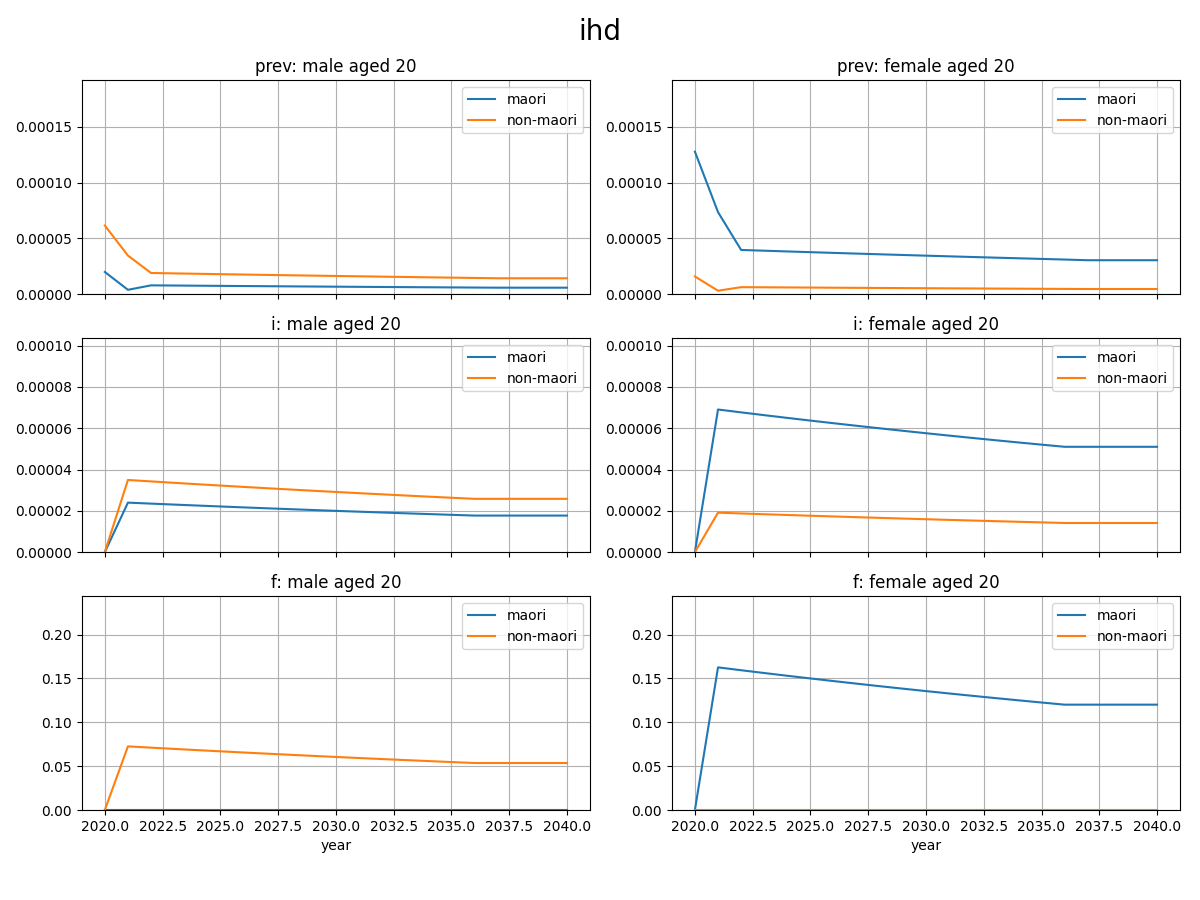 ihd
prev: male aged 20
maori
non-maori
0.00015
0.00010
0.00005
0.00000
prev: female aged 20
maori
non-maori
0.00015
0.00010
0.00005
0.00000
i: male aged 20
maori
non-maori
0.00010
0.00008
0.00006
0.00004
0.00002
0.00000
i: female aged 20
maori
non-maori
0.00010
0.00008
0.00006
0.00004
0.00002
0.00000
f: male aged 20
maori
non-maori
0.20
0.15
0.10
0.05
0.00
2020.0 2022.5 2025.0 2027.5 2030.0 2032.5 2035.0 2037.5 2040.0
year
f: female aged 20
maori
non-maori
0.20
0.15
0.10
0.05
0.00
2020.0 2022.5 2025.0 2027.5 2030.0 2032.5 2035.0 2037.5 2040.0
year